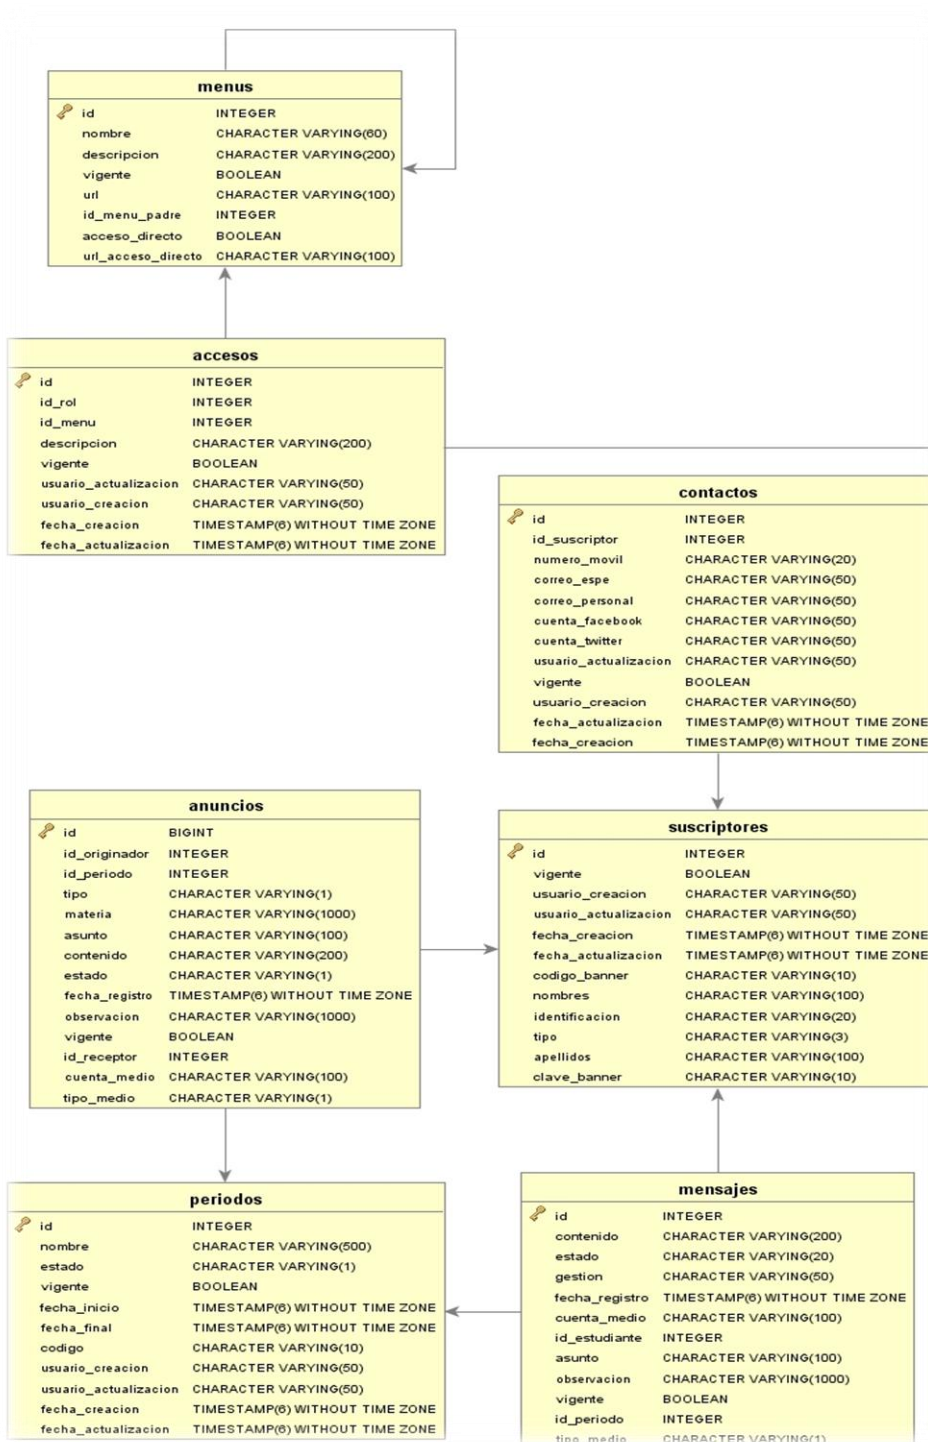 menus
id INTEGER
nombre CHARACTER VARYING(60)
descripcion CHARACTER VARYING(200)
vigente BOOLEAN
url CHARACTER VARYING(100)
id_menu_padre INTEGER
acceso_directo BOOLEAN
url_acceso_directo CHARACTER VARYING(100)
accesos
id INTEGER
id_rol INTEGER
id_menu INTEGER
descripcion CHARACTER VARYING(200)
vigente BOOLEAN
usuario_actualizacion CHARACTER VARYING(50)
usuario_creacion CHARACTER VARYING(50)
fecha_creacion TIMESTAMP(6) WITHOUT TIME ZONE
fecha_actualizacion TIMESTAMP(6) WITHOUT TIME ZONE
contactos
id INTEGER
id_suscriptor INTEGER
numero_movil CHARACTER VARYING(20)
correo_espe CHARACTER VARYING(50)
correo_personal CHARACTER VARYING(50)
cuenta_facebook CHARACTER VARYING(50)
cuenta_twitter CHARACTER VARYING(50)
usuario_actualizacion CHARACTER VARYING(50)
vigente BOOLEAN
usuario_creacion CHARACTER VARYING(50)
fecha_actualizacion TIMESTAMP(6) WITHOUT TIME ZONE
fecha_creacion TIMESTAMP(6) WITHOUT TIME ZONE
anuncios
id BIGINT
id_originador INTEGER
id_periodo INTEGER
tipo CHARACTER VARYING(1)
materia CHARACTER VARYING(1000)
asunto CHARACTER VARYING(100)
contenido CHARACTER VARYING(200)
estado CHARACTER VARYING(1)
fecha_registro TIMESTAMP(6) WITHOUT TIME ZONE
observacion CHARACTER VARYING(1000)
vigente BOOLEAN
id_receptor INTEGER
cuenta_medio CHARACTER VARYING(100)
tipo_medio CHARACTER VARYING(1)
suscriptores
id INTEGER
vigente BOOLEAN
usuario_creacion CHARACTER VARYING(50)
usuario_actualizacion CHARACTER VARYING(50)
fecha_creacion TIMESTAMP(6) WITHOUT TIME ZONE
fecha_actualizacion TIMESTAMP(6) WITHOUT TIME ZONE
codigo_banner CHARACTER VARYING(10)
nombres CHARACTER VARYING(100)
identificacion CHARACTER VARYING(20)
tipo CHARACTER VARYING(3)
apellidos CHARACTER VARYING(100)
clave_banner CHARACTER VARYING(10)
periodos
id INTEGER
nombre CHARACTER VARYING(500)
estado CHARACTER VARYING(1)
vigente BOOLEAN
fecha_inicio TIMESTAMP(6) WITHOUT TIME ZONE
fecha_final TIMESTAMP(6) WITHOUT TIME ZONE
codigo CHARACTER VARYING(10)
usuario_creacion CHARACTER VARYING(50)
usuario_actualizacion CHARACTER VARYING(50)
fecha_creacion TIMESTAMP(6) WITHOUT TIME ZONE
fecha_actualizacion TIMESTAMP(6) WITHOUT TIME ZONE
mensajes
id INTEGER
contenido CHARACTER VARYING(200)
estado CHARACTER VARYING(20)
gestion CHARACTER VARYING(50)
fecha_registro TIMESTAMP(6) WITHOUT TIME ZONE
cuenta_medio CHARACTER VARYING(100)
id_estudiante INTEGER
asunto CHARACTER VARYING(100)
observacion CHARACTER VARYING(1000)
vigente BOOLEAN
id_periodo INTEGER
tipo_medio CHARACTER VARYING(1)